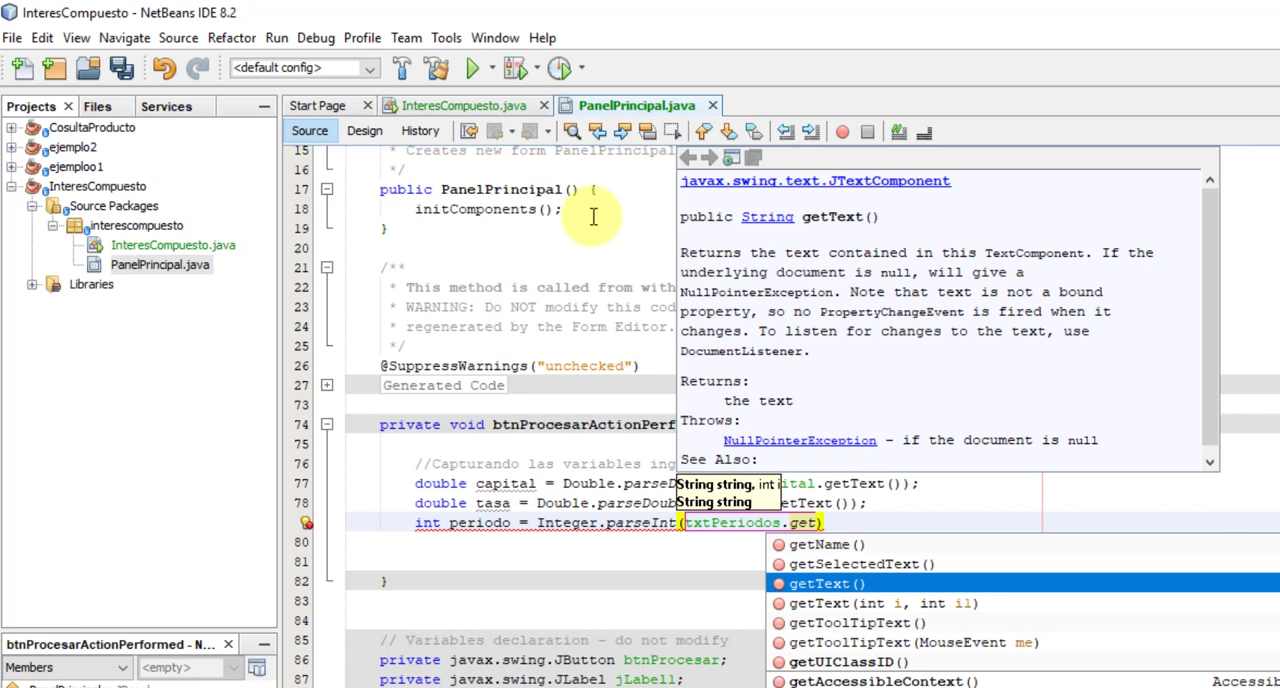 InteresCompuesto - NetBeans IDE 8.2
File Edit View Navigate Source Refactor Run Debug Profile Team Tools Window Help
<default config>
Projects Files Services
Start Page InteresCompuesto.java PanelPrincipal.java
Source Design History
CosultaProducto
ejemplo2
ejemploo1
InteresCompuesto
Source Packages
interescompuesto
InteresCompuesto.java
PanelPrincipal.java
Libraries
15 * Creates new form PanelPrincipal
16 */
17 public PanelPrincipal() {
18 initComponents();
19 }
20
21 /**
22 * This method is called from with
23 * WARNING: Do NOT modify this cod
24 * regenerated by the Form Editor.
25 */
26 @SuppressWarnings("unchecked")
27 Generated Code
73
74 private void btnProcesarActionPerf
75
76 //Capturando las variables ing
77 double capital = Double.parseD ital.getText());
78 double tasa = Double.parseDoub etText());
int periodo = Integer.parseInt(txtPeriodos.get)
80
81
82 }
83
84
85 // Variables declaration - do not modify
86 private javax.swing.JButton btnProcesar;
87 private javax.swing.JLabel jLabel1;
javax.swing.text.JTextComponent
public String getText()
Returns the text contained in this TextComponent. If the
underlying document is null, will give a
NullPointerException. Note that text is not a bound
property, so no PropertyChangeEvent is fired when it
changes. To listen for changes to the text, use
DocumentListener.
Returns:
the text
Throws:
NullPointerException - if the document is null
See Also:
String string, int i
String string
getName()
getSelectedText()
getText()
getText(int i, int i1)
getToolTipText()
getToolTipText(MouseEvent me)
getUIClassID()
getAccessibleContext() Accessib
btnProcesarActionPerformed - N...
Members <empty>